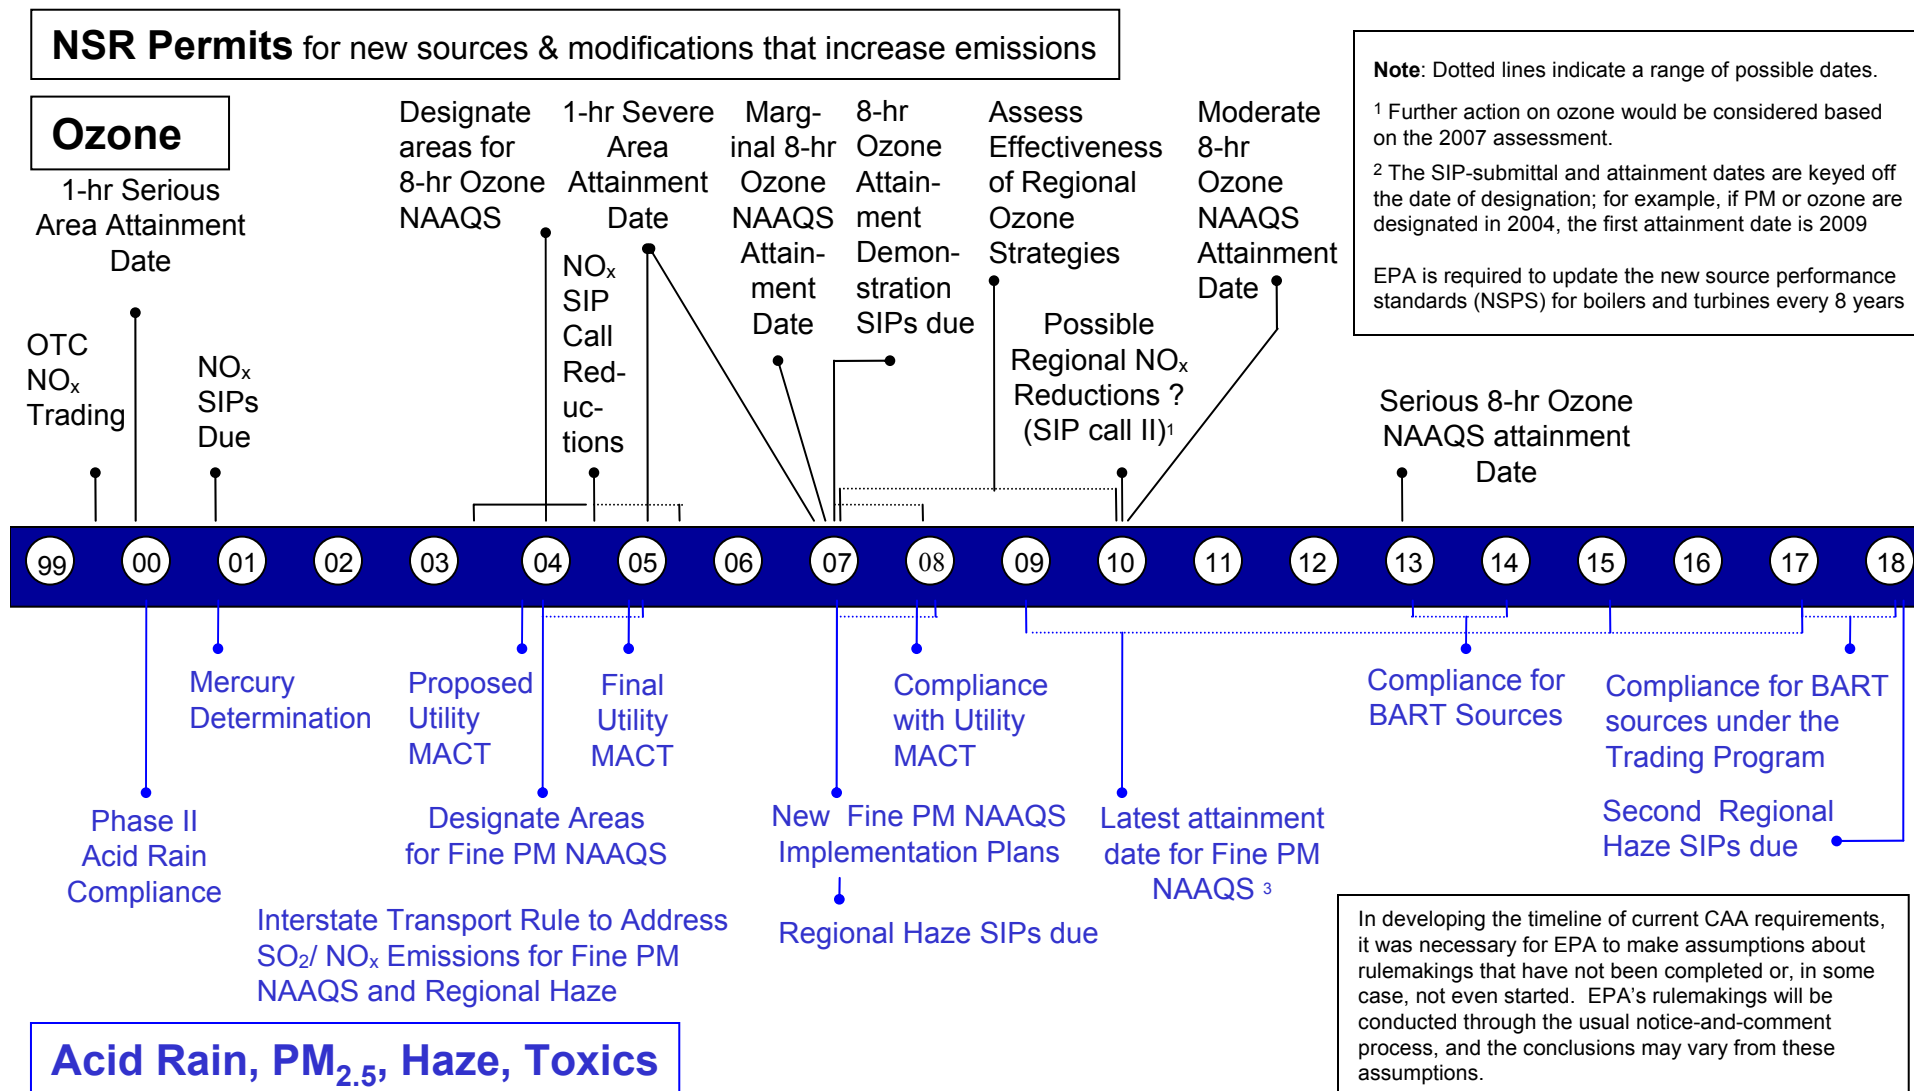 NSR Permits for new sources & modifications that increase emissions
Note: Dotted lines indicate a range of possible dates.
1 Further action on ozone would be considered based
on the 2007 assessment.
2 The SIP-submittal and attainment dates are keyed off
the date of designation; for example, if PM or ozone are
designated in 2004, the first attainment date is 2009
EPA is required to update the new source performance
standards (NSPS) for boilers and turbines every 8 years
Ozone
OTC
NOx
Trading
1-hr Serious
Area Attainment
Date
NOx
SIPs
Due
Designate
areas for
8-hr Ozone
NAAQS
NOx
SIP
Call
Red-
uc-
tions
1-hr Severe
Area
Attainment
Date
Marg-
inal 8-hr
Ozone
NAAQS
Attain-
ment
Date
8-hr
Ozone
Attain-
ment
Demon-
stration
SIPs due
Assess
Effectiveness
of Regional
Ozone
Strategies
Possible
Regional NOx
Reductions ?
(SIP call II)1
Moderate
8-hr
Ozone
NAAQS
Attainment
Date
Serious 8-hr Ozone
NAAQS attainment
Date
99 00 01 02 03 04 05 06 07 08 09 10 11 12 13 14 15 16 17 18
Phase II
Acid Rain
Compliance
Mercury
Determination
Proposed
Utility
MACT
Designate Areas
for Fine PM NAAQS
Final
Utility
MACT
Interstate Transport Rule to Address
SO2/ NOx Emissions for Fine PM
NAAQS and Regional Haze
New Fine PM NAAQS
Implementation Plans
Regional Haze SIPs due
Compliance
with Utility
MACT
Latest attainment
date for Fine PM
NAAQS 3
Compliance for
BART Sources
Compliance for BART
sources under the
Trading Program
Second Regional
Haze SIPs due
Acid Rain, PM2.5, Haze, Toxics
In developing the timeline of current CAA requirements,
it was necessary for EPA to make assumptions about
rulemakings that have not been completed or, in some
case, not even started. EPA's rulemakings will be
conducted through the usual notice-and-comment
process, and the conclusions may vary from these
assumptions.